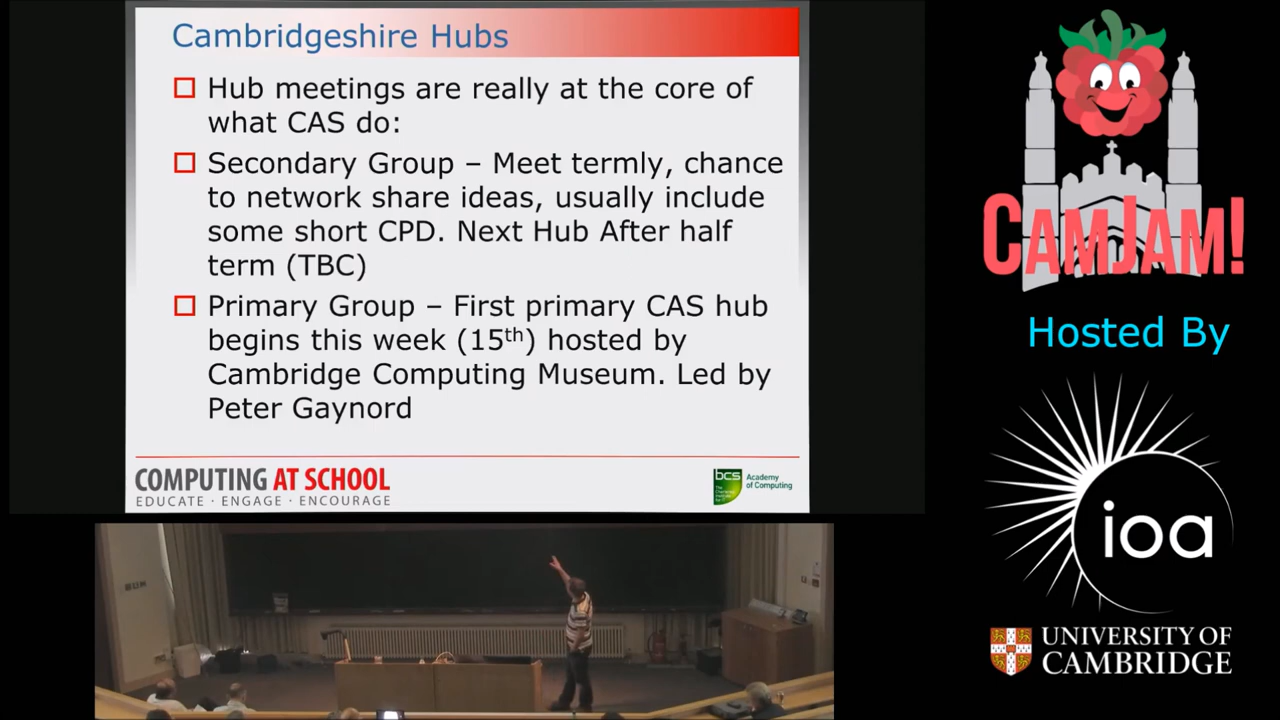 Cambridgeshire Hubs
Hub meetings are really at the core of
what CAS do:
Secondary Group – Meet termly, chance
to network share ideas, usually include
some short CPD. Next Hub After half
term (TBC)
Primary Group – First primary CAS hub
begins this week (15th) hosted by
Cambridge Computing Museum. Led by
Peter Gaynord
COMPUTING AT SCHOOL
EDUCATE · ENGAGE · ENCOURAGE
bcs
Academy
of Computing
CAMJAM!
Hosted By
ioa
UNIVERSITY OF
CAMBRIDGE